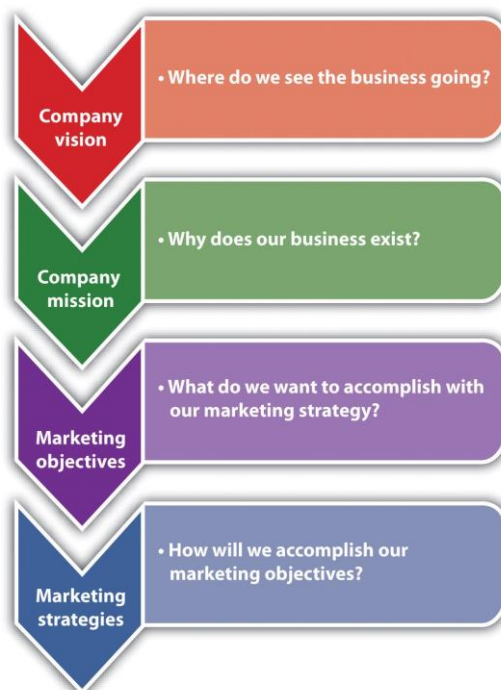 Company
vision
• Where do we see the business going?
Company
mission
• Why does our business exist?
Marketing
objectives
• What do we want to accomplish with
our marketing strategy?
Marketing
strategies
• How will we accomplish our
marketing objectives?